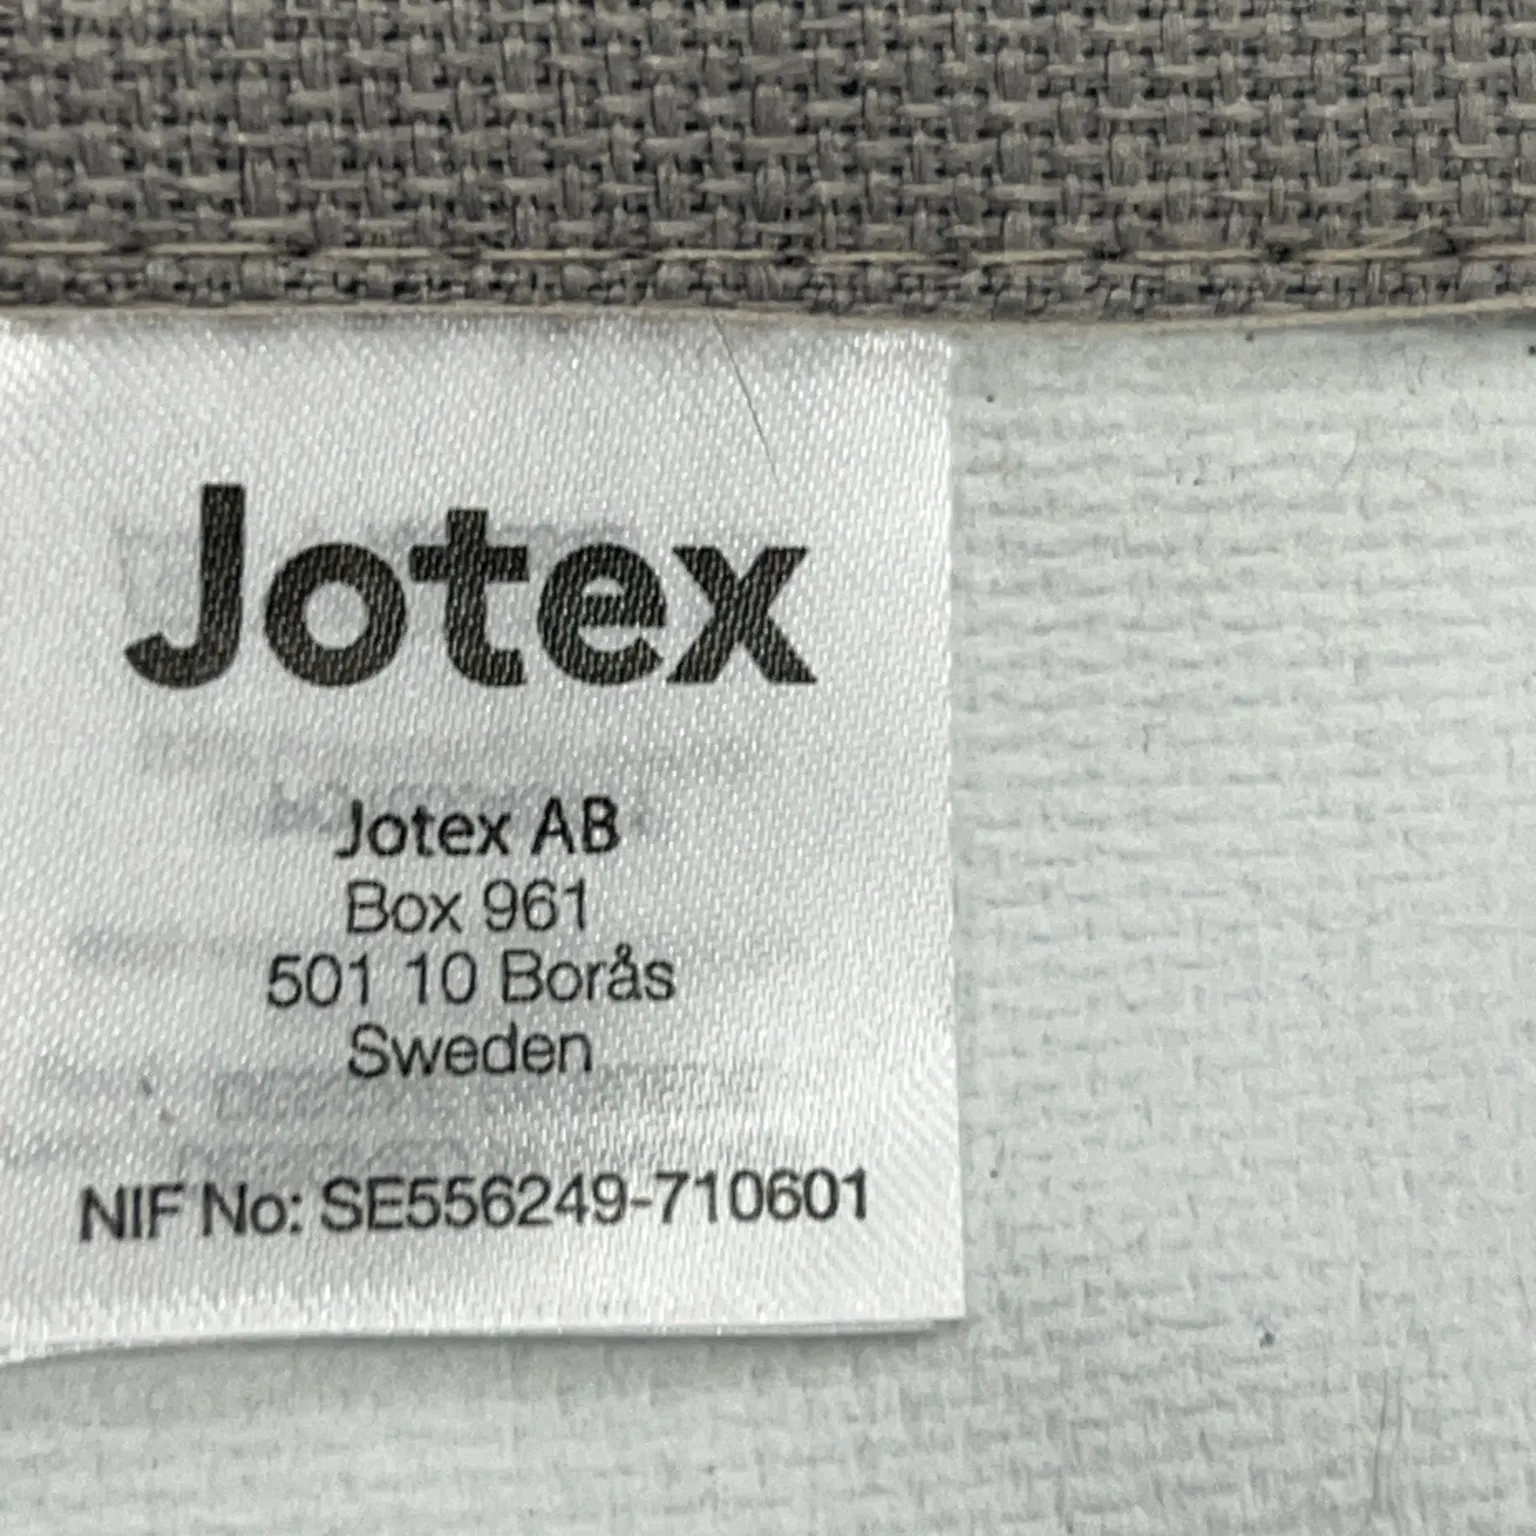 Jotex
Jotex AB
Box 961
501 10 Borås
Sweden
NIF No: SE556249-710601